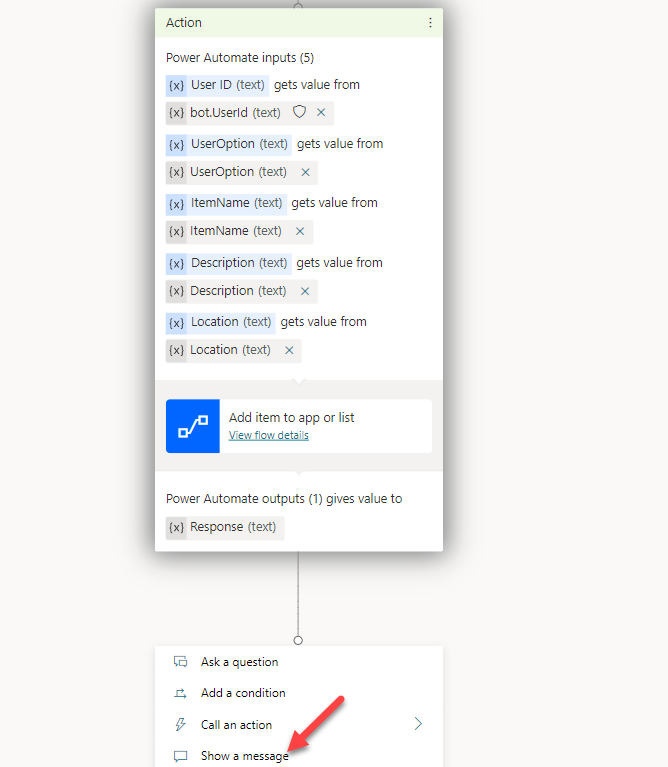 Action
Power Automate inputs (5)
{x} User ID (text) gets value from
{x} bot.UserId (text)
{x} UserOption (text) gets value from
{x} UserOption (text)
{x} ItemName (text) gets value from
{x} ItemName (text)
{x} Description (text) gets value from
{x} Description (text)
{x} Location (text) gets value from
{x} Location (text)
Add item to app or list
View flow details
Power Automate outputs (1) gives value to
{x} Response (text)
Ask a question
Add a condition
Call an action
Show a message